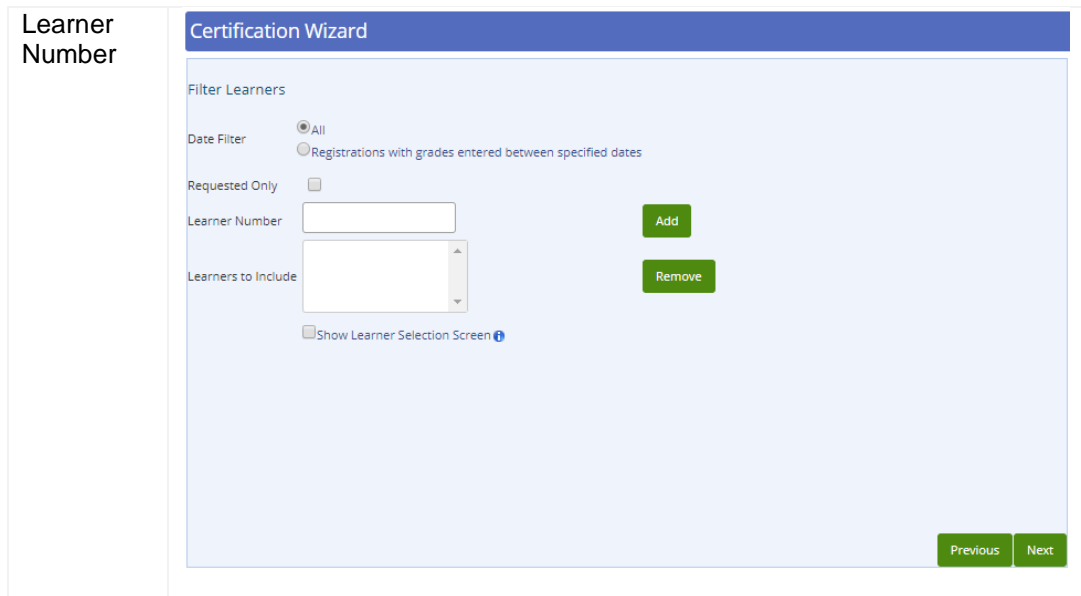 Learner
Number
Certification Wizard
Filter Learners
Date Filter
All
Registrations with grades entered between specified dates
Requested Only
Learner Number
Add
Learners to Include
Remove
Show Learner Selection Screen
Previous Next